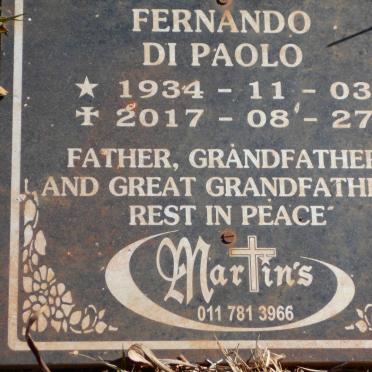 FERNANDO
DI PAOLO
★ 1934 - 11 - 03
✝ 2017 - 08 - 27
FATHER, GRANDFATHER
AND GREAT GRANDFATHE
REST IN PEACE
Martin's
011 781 3966